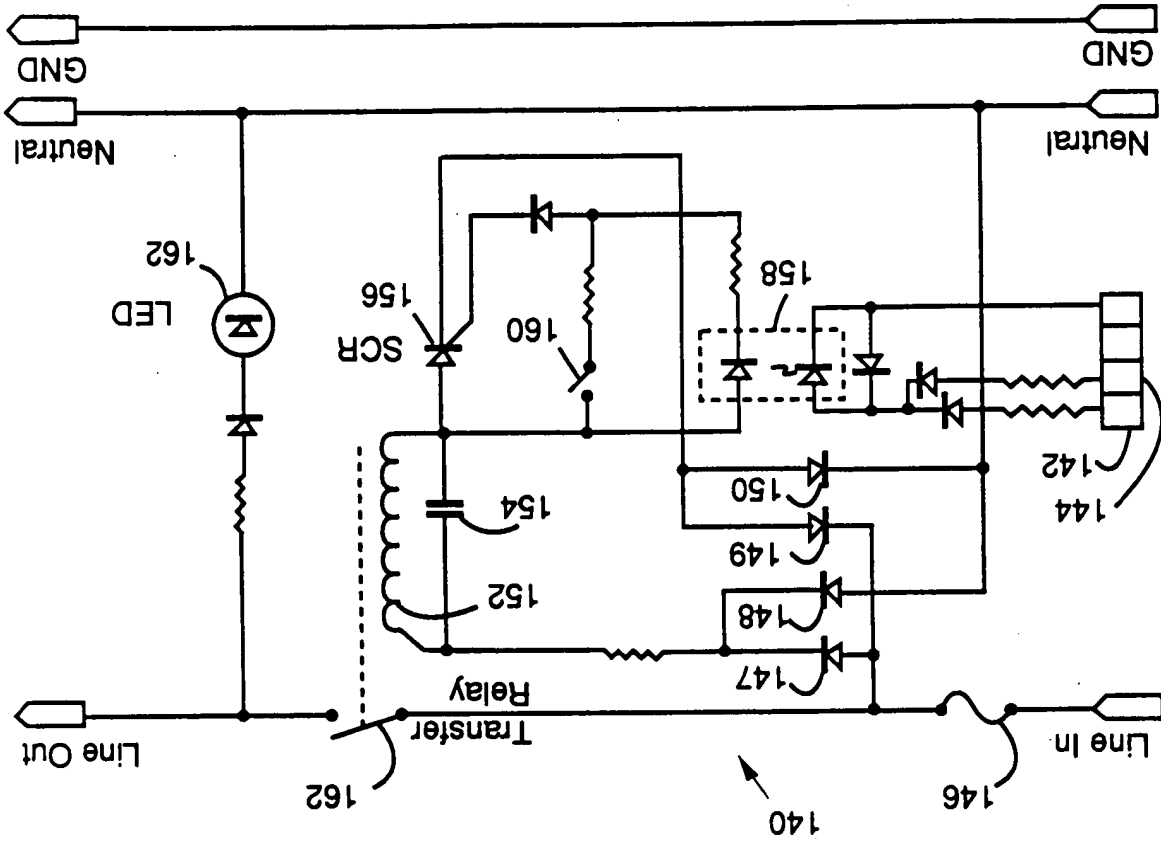 140
146
162
Line In
Transfer
Relay
Line Out
147
148
152
149
154
144
150
142
SCR
160
LED
156
158
162
Neutral
Neutral
GND
GND